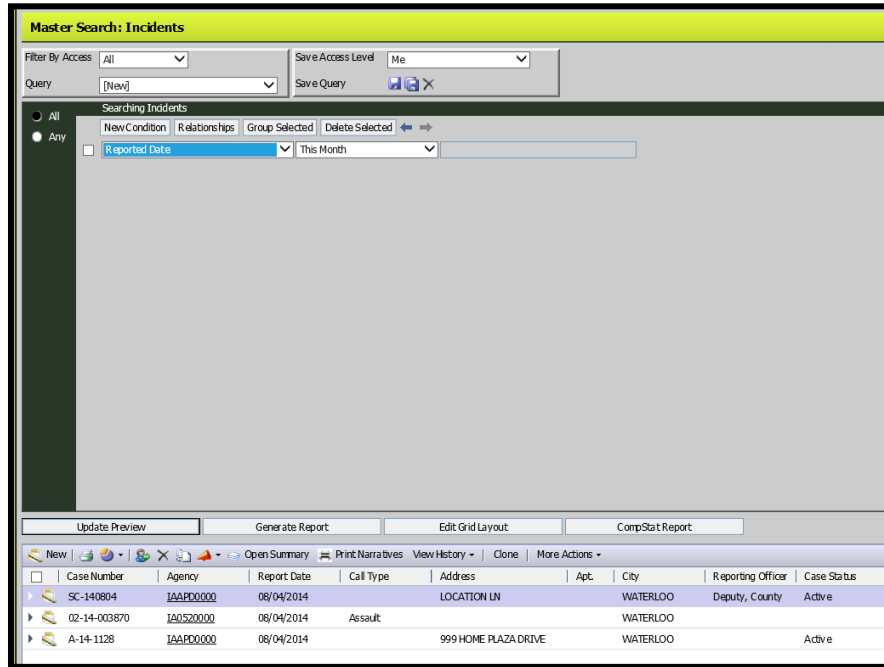 Master Search: Incidents
Filter By Access All Save Access Level Me
Query [New] Save Query
All Searching Incidents
New Condition Relationships Group Selected Delete Selected
Any
Reported Date This Month
Update Preview Generate Report Edit Grid Layout CompStat Report
New Open Summary Print Narratives View History Clone More Actions
Case Number Agency Report Date Call Type Address Apt. City Reporting Officer Case Status
SC-140804 IAAPD0000 08/04/2014 LOCATION LN WATERLOO Deputy, County Active
02-14-003870 IA0520000 08/04/2014 Assault WATERLOO
A-14-1128 IAAPD0000 08/04/2014 999 HOME PLAZA DRIVE WATERLOO Active